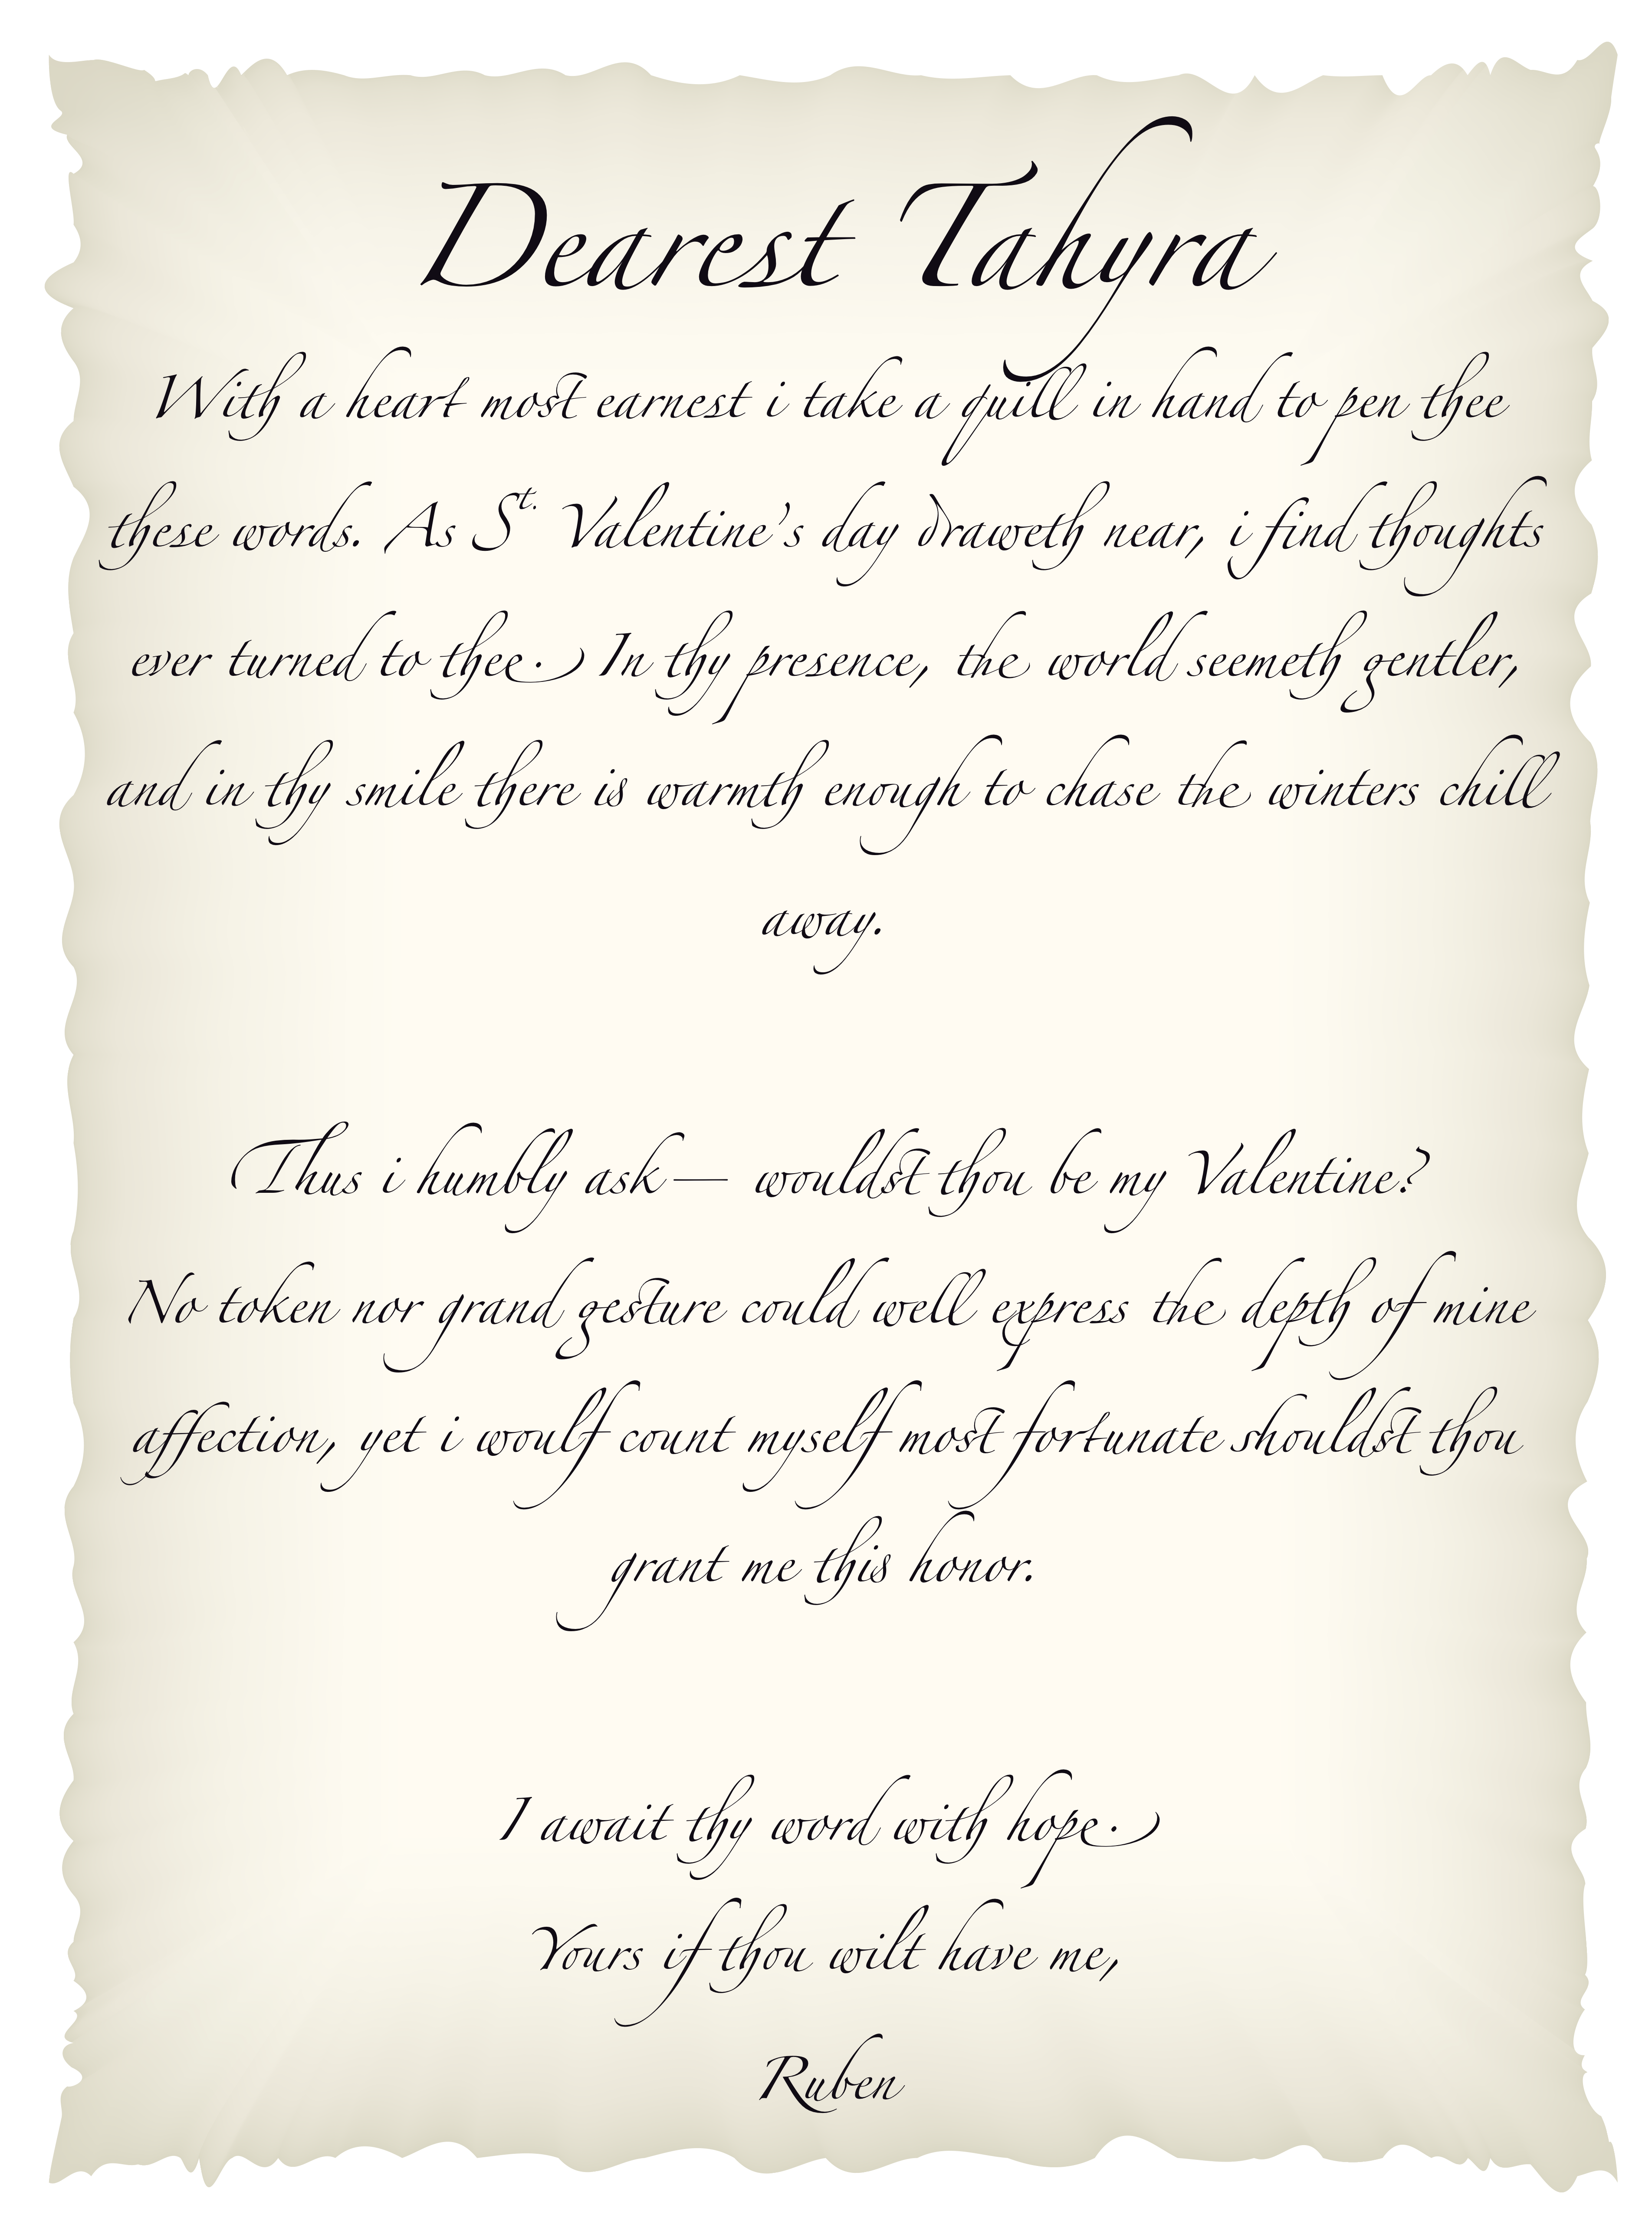 Dearest Tahyra
With a heart most earnest i take a quill in hand to pen thee
these words. As St. Valentine's day draweth near, i find thoughts
ever turned to thee. In thy presence, the world seemeth gentler,
and in thy smile there is warmth enough to chase the winters chill
away.
Thus i humbly ask— wouldst thou be my Valentine?
No token nor grand gesture could well express the depth of mine
affection, yet i woulf count myself most fortunate shouldst thou
grant me this honor.
I await thy word with hope.
Yours if thou wilt have me,
Ruben